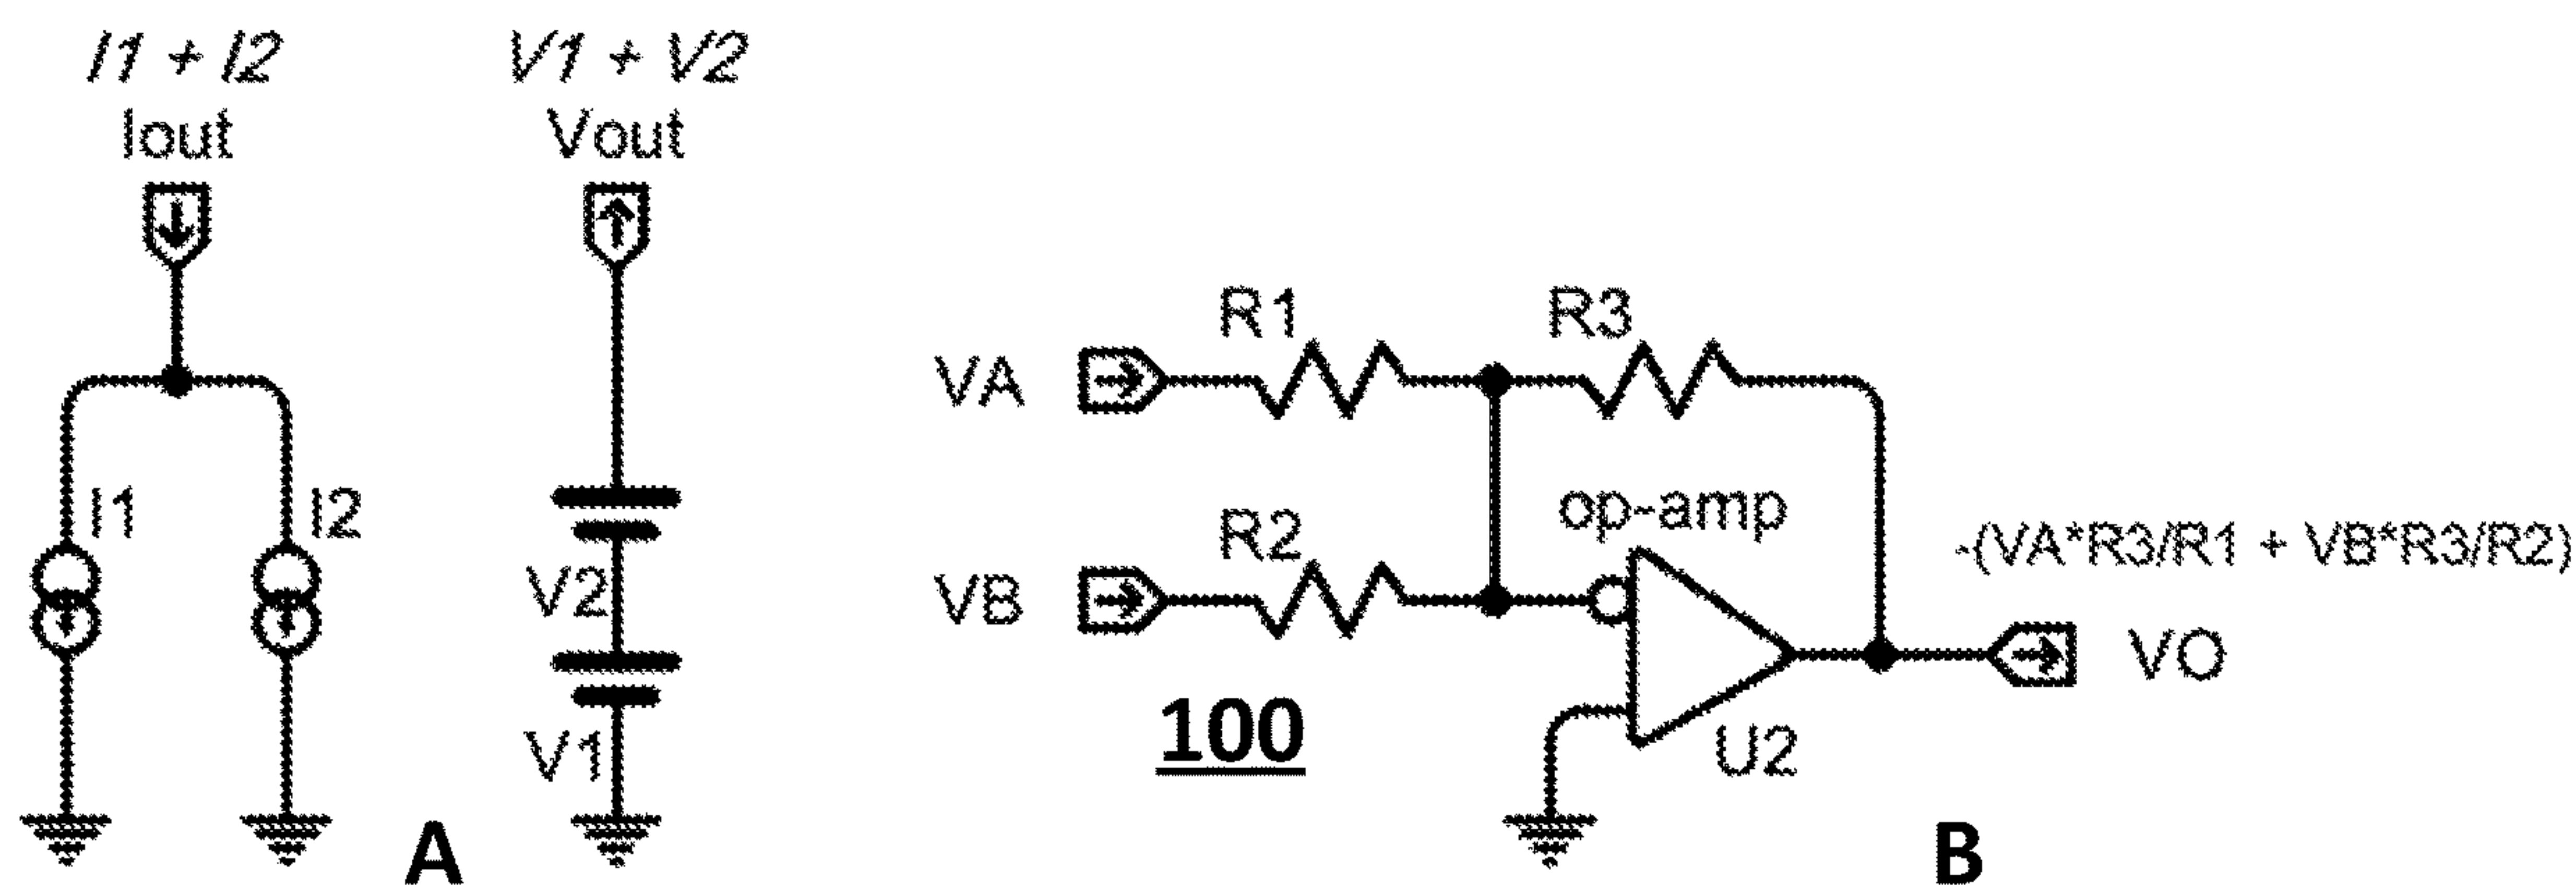 I1 + I2
Iout
V1 + V2
Vout
I1
I2
V2
V1
A
R1
R3
VA
op-amp
R2
VB
-(VA*R3/R1 + VB*R3/R2)
VO
U2
100
B